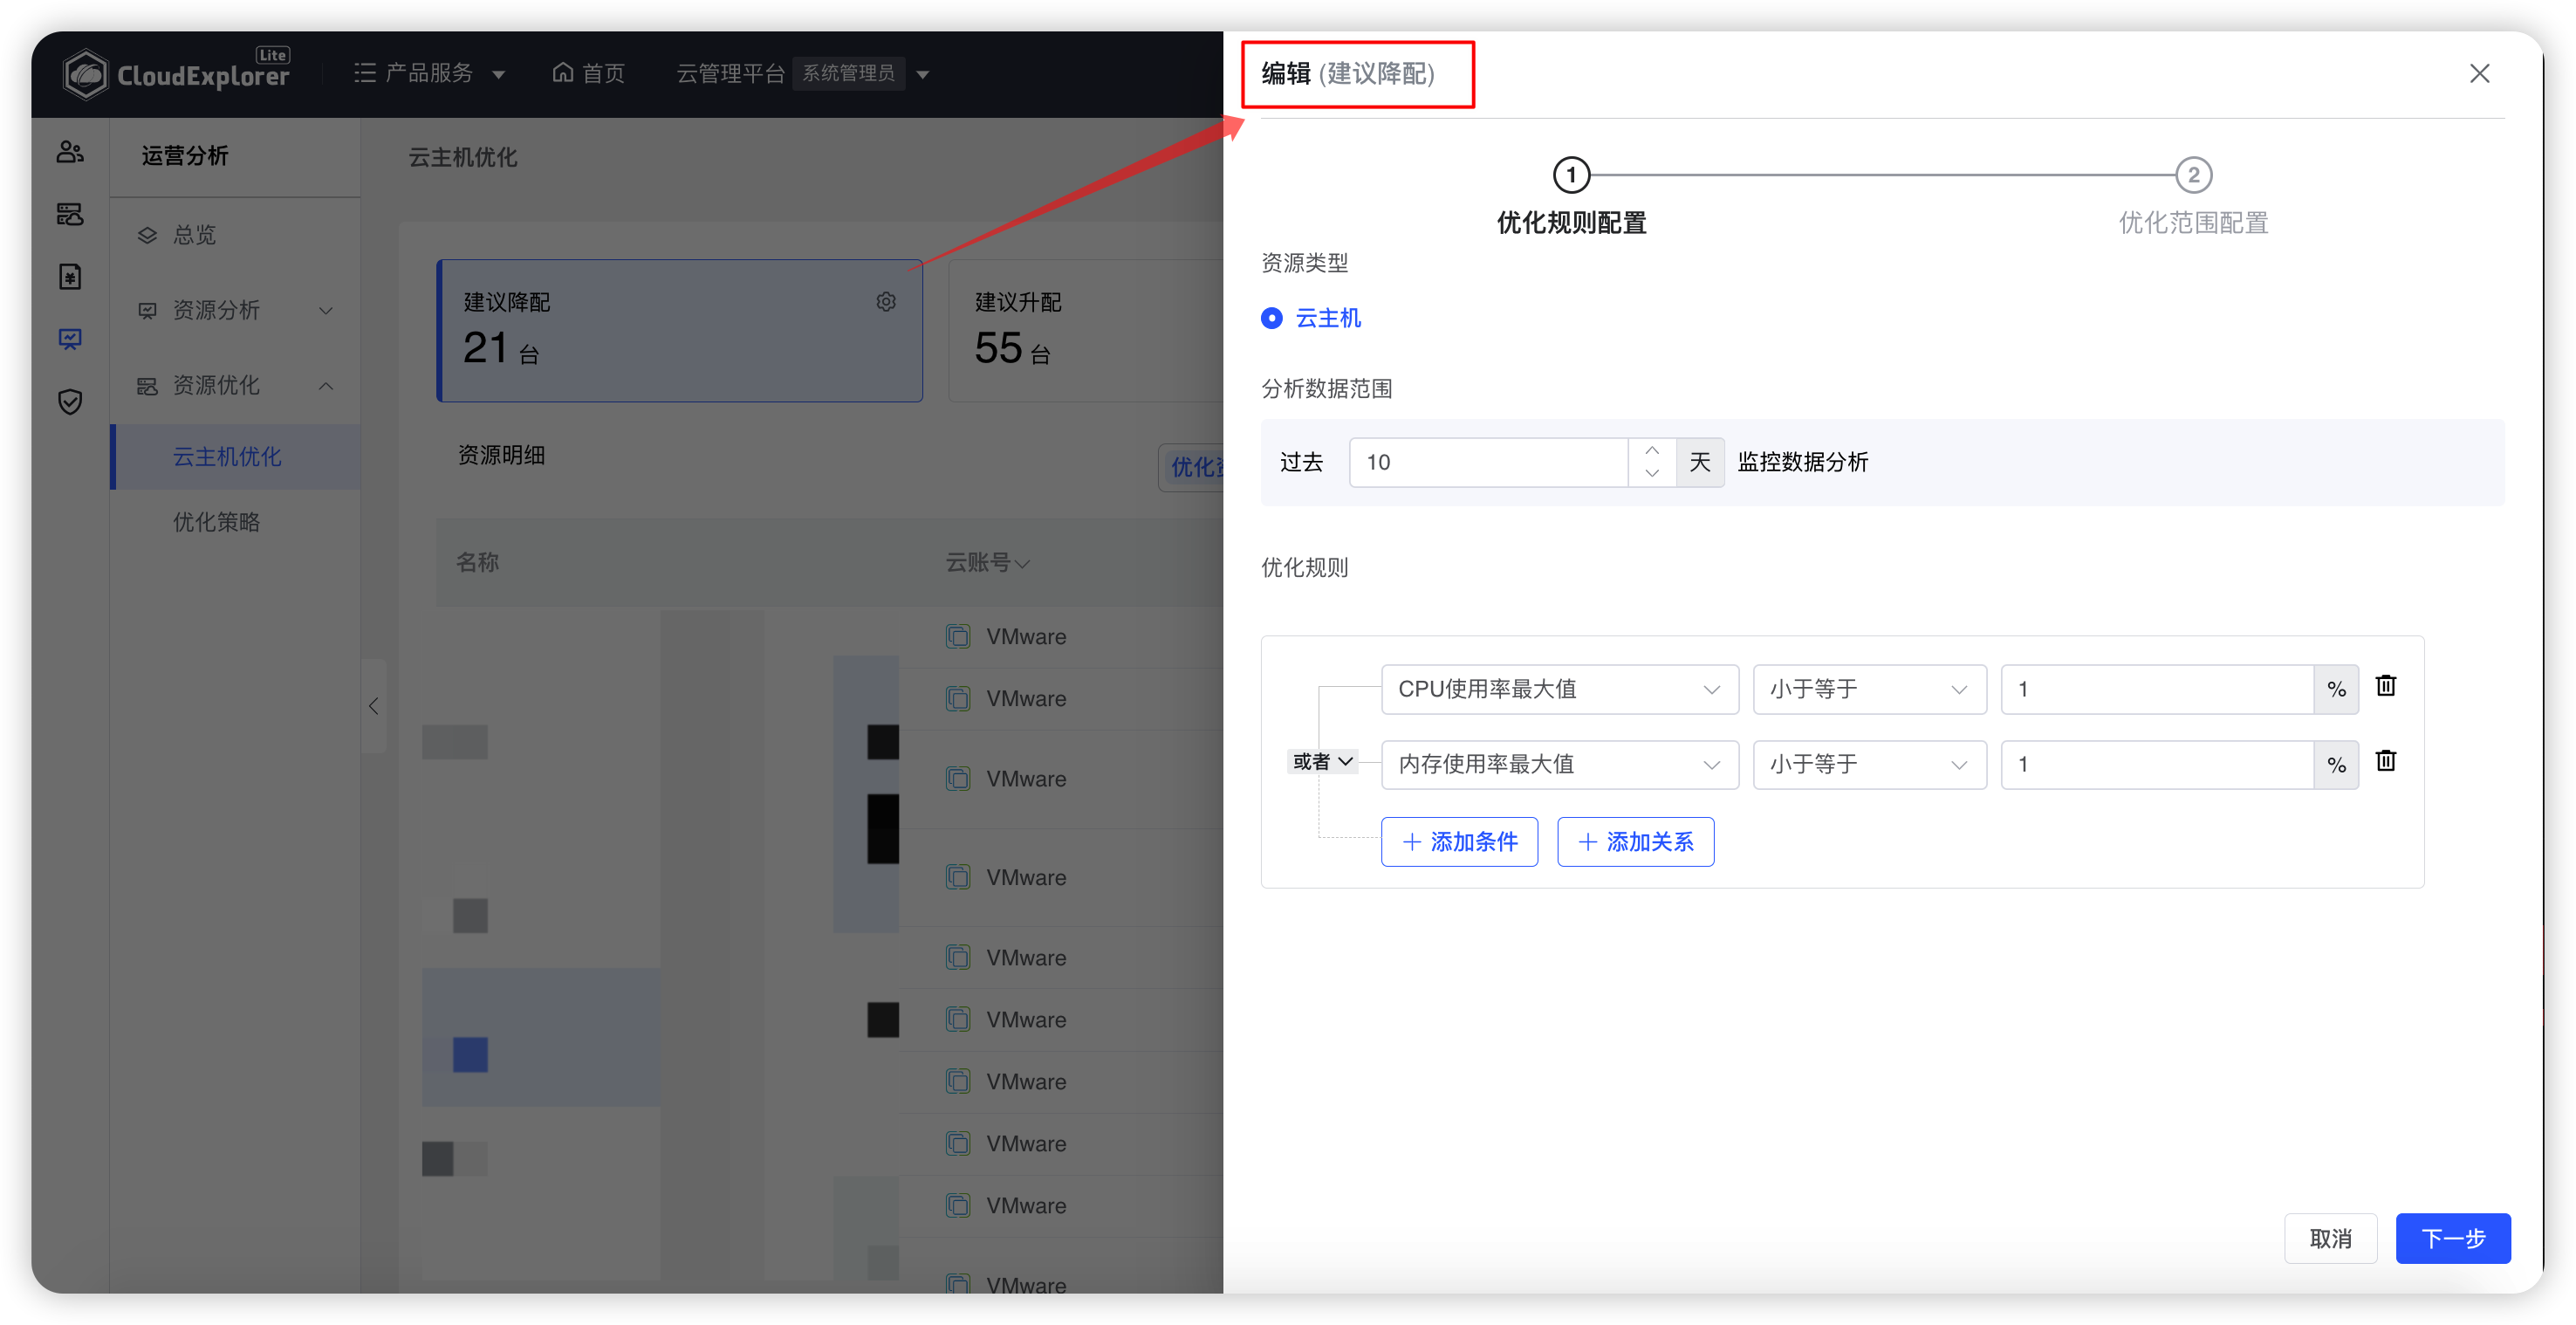 CloudExplorer Lite
产品服务
首页
云管理平台 系统管理员
运营分析
总览
资源分析
资源优化
云主机优化
优化策略
云主机优化
建议降配
21 台
建议升配
55 台
资源明细
名称
云账号
VMware
VMware
VMware
VMware
VMware
VMware
VMware
VMware
VMware
VMware
编辑 (建议降配)
1
2
优化规则配置
优化范围配置
资源类型
云主机
分析数据范围
过去 10 天 监控数据分析
优化规则
或者
CPU使用率最大值 小于等于 1 %
内存使用率最大值 小于等于 1 %
添加条件 添加关系
取消 下一步